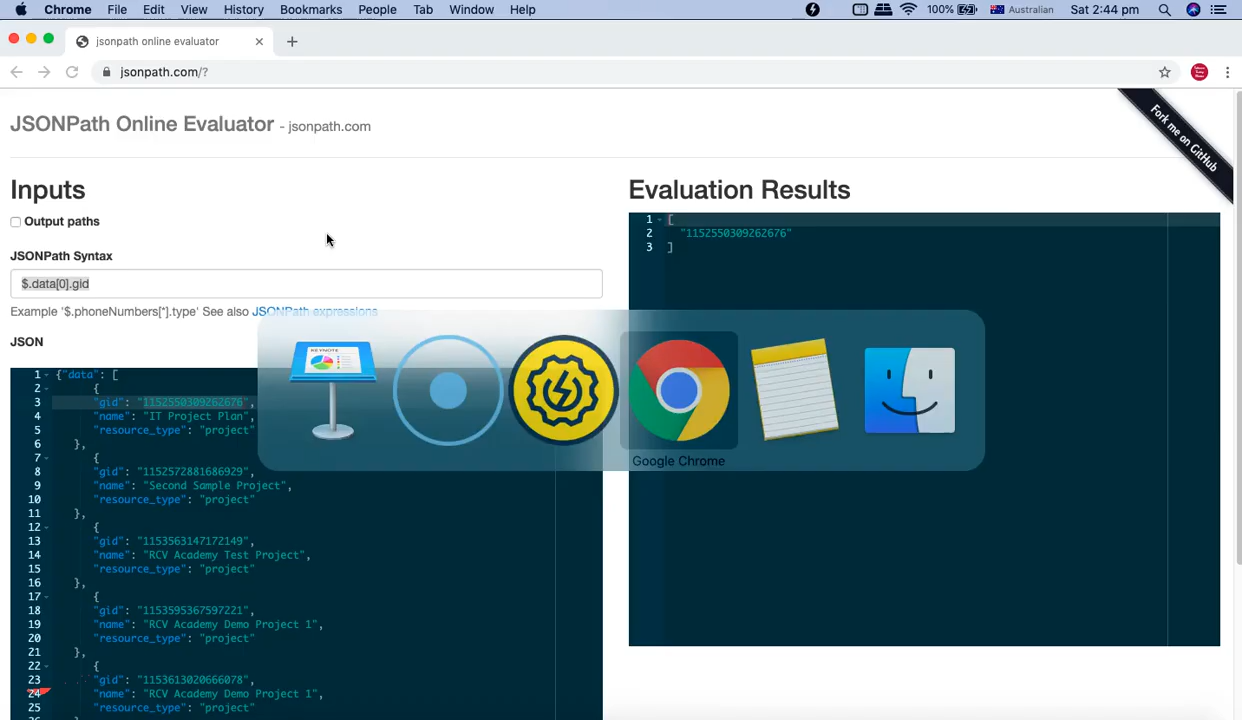 Chrome File Edit View History Bookmarks People Tab Window Help 100% Australian Sat 2:44 pm
jsonpath online evaluator
jsonpath.com/?
JSONPath Online Evaluator - jsonpath.com
Fork me on GitHub
Inputs
Output paths
JSONPath Syntax
$.data[0].gid
Example '$.phoneNumbers[*].type' See also JSONPath expressions
JSON
1 {"data": [
2 {
3 "gid": "1152550309262676",
4 "name": "IT Project Plan",
5 "resource_type": "project"
6 },
7 {
8 "gid": "1152572881686929",
9 "name": "Second Sample Project",
10 "resource_type": "project"
11 },
12 {
13 "gid": "1153563147172149",
14 "name": "RCV Academy Test Project",
15 "resource_type": "project"
16 },
17 {
18 "gid": "1153595367597221",
19 "name": "RCV Academy Demo Project 1",
20 "resource_type": "project"
21 },
22 {
23 "gid": "1153613020666078",
24 "name": "RCV Academy Demo Project 1",
25 "resource_type": "project"
Evaluation Results
1 [
2 "1152550309262676"
3 ]
KEYNOTE
Google Chrome